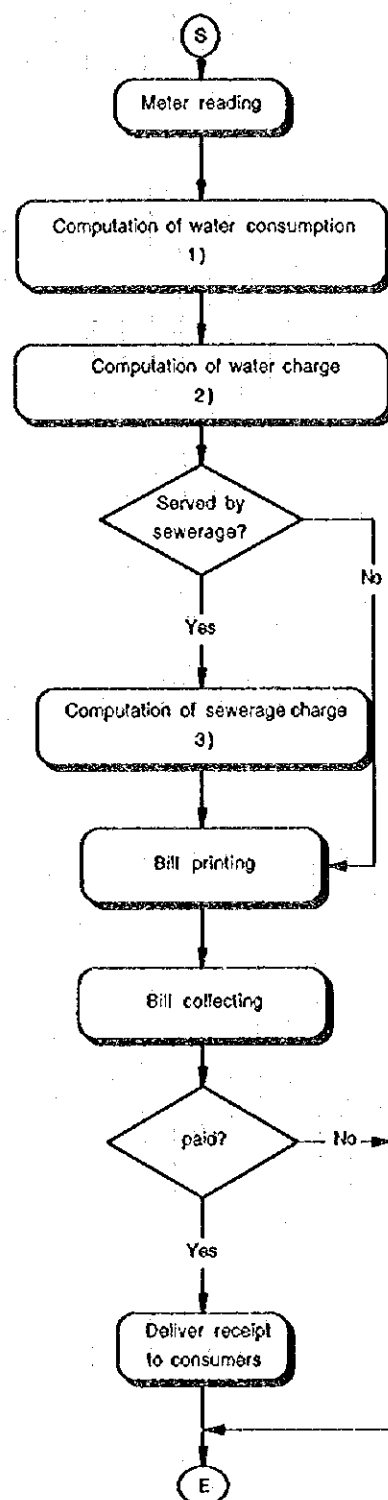 S
Meter reading
Computation of water consumption
1)
Computation of water charge
2)
Served by
sewerage?
No
Yes
Computation of sewerage charge
3)
Bill printing
Bill collecting
paid?
No
Yes
Deliver receipt
to consumers
E